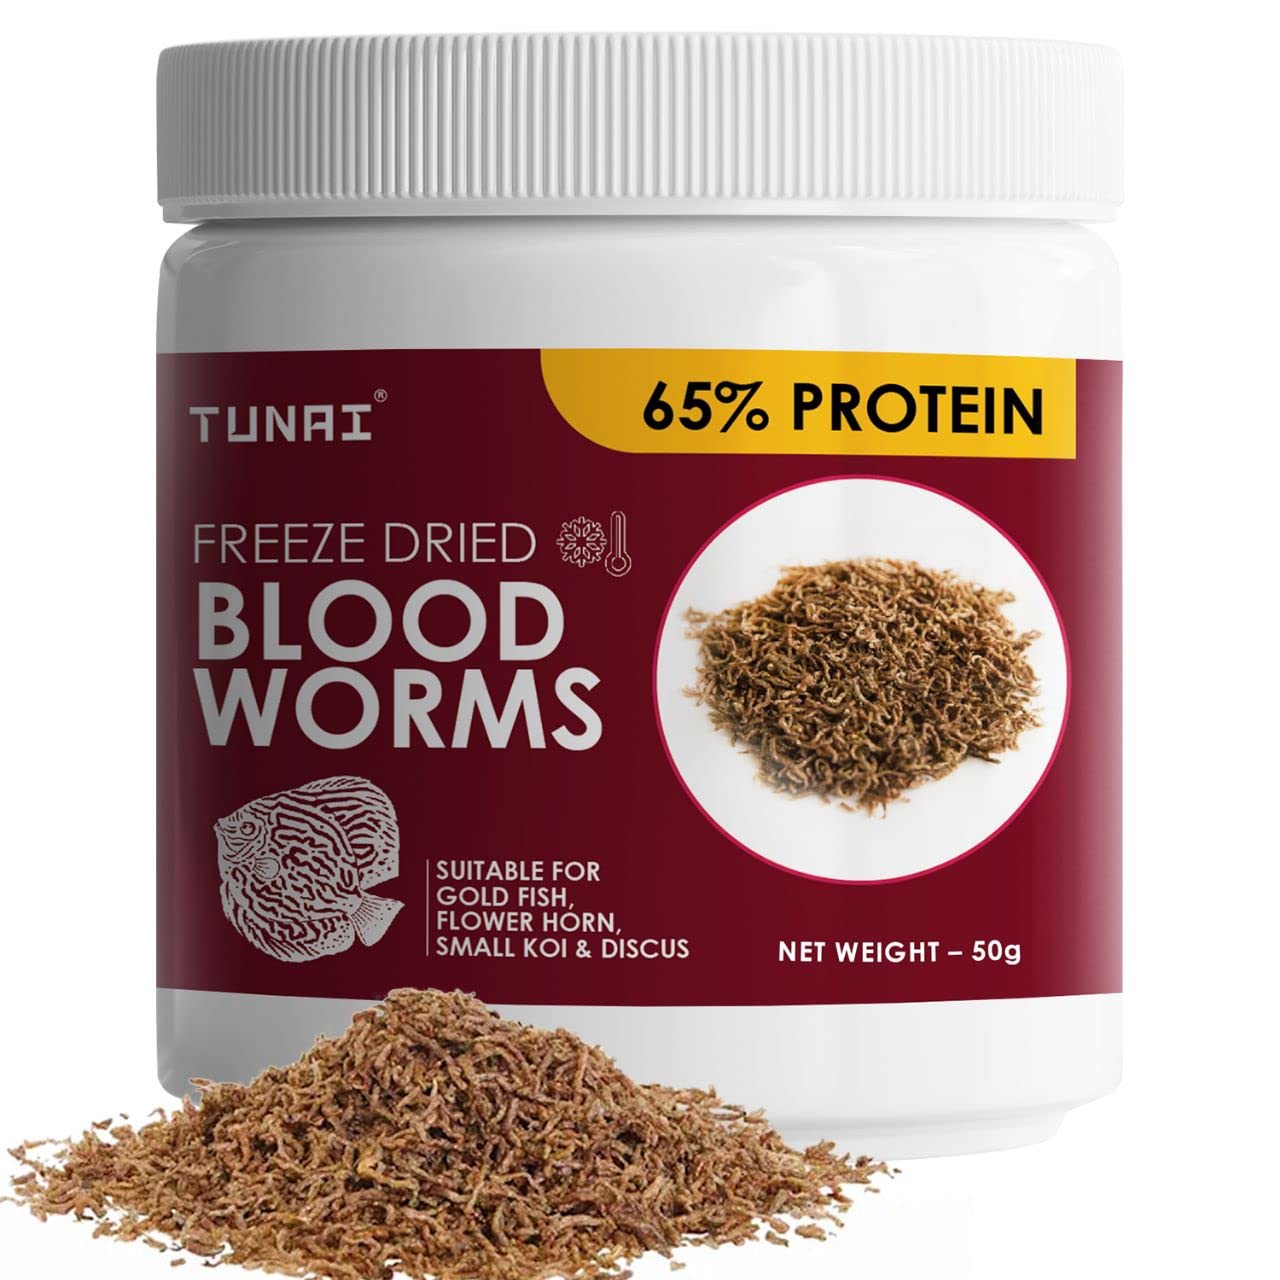 TUNAI®
65% PROTEIN
FREEZE DRIED
BLOOD
WORMS
SUITABLE FOR
GOLD FISH,
FLOWER HORN,
SMALL KOI & DISCUS
NET WEIGHT – 50g